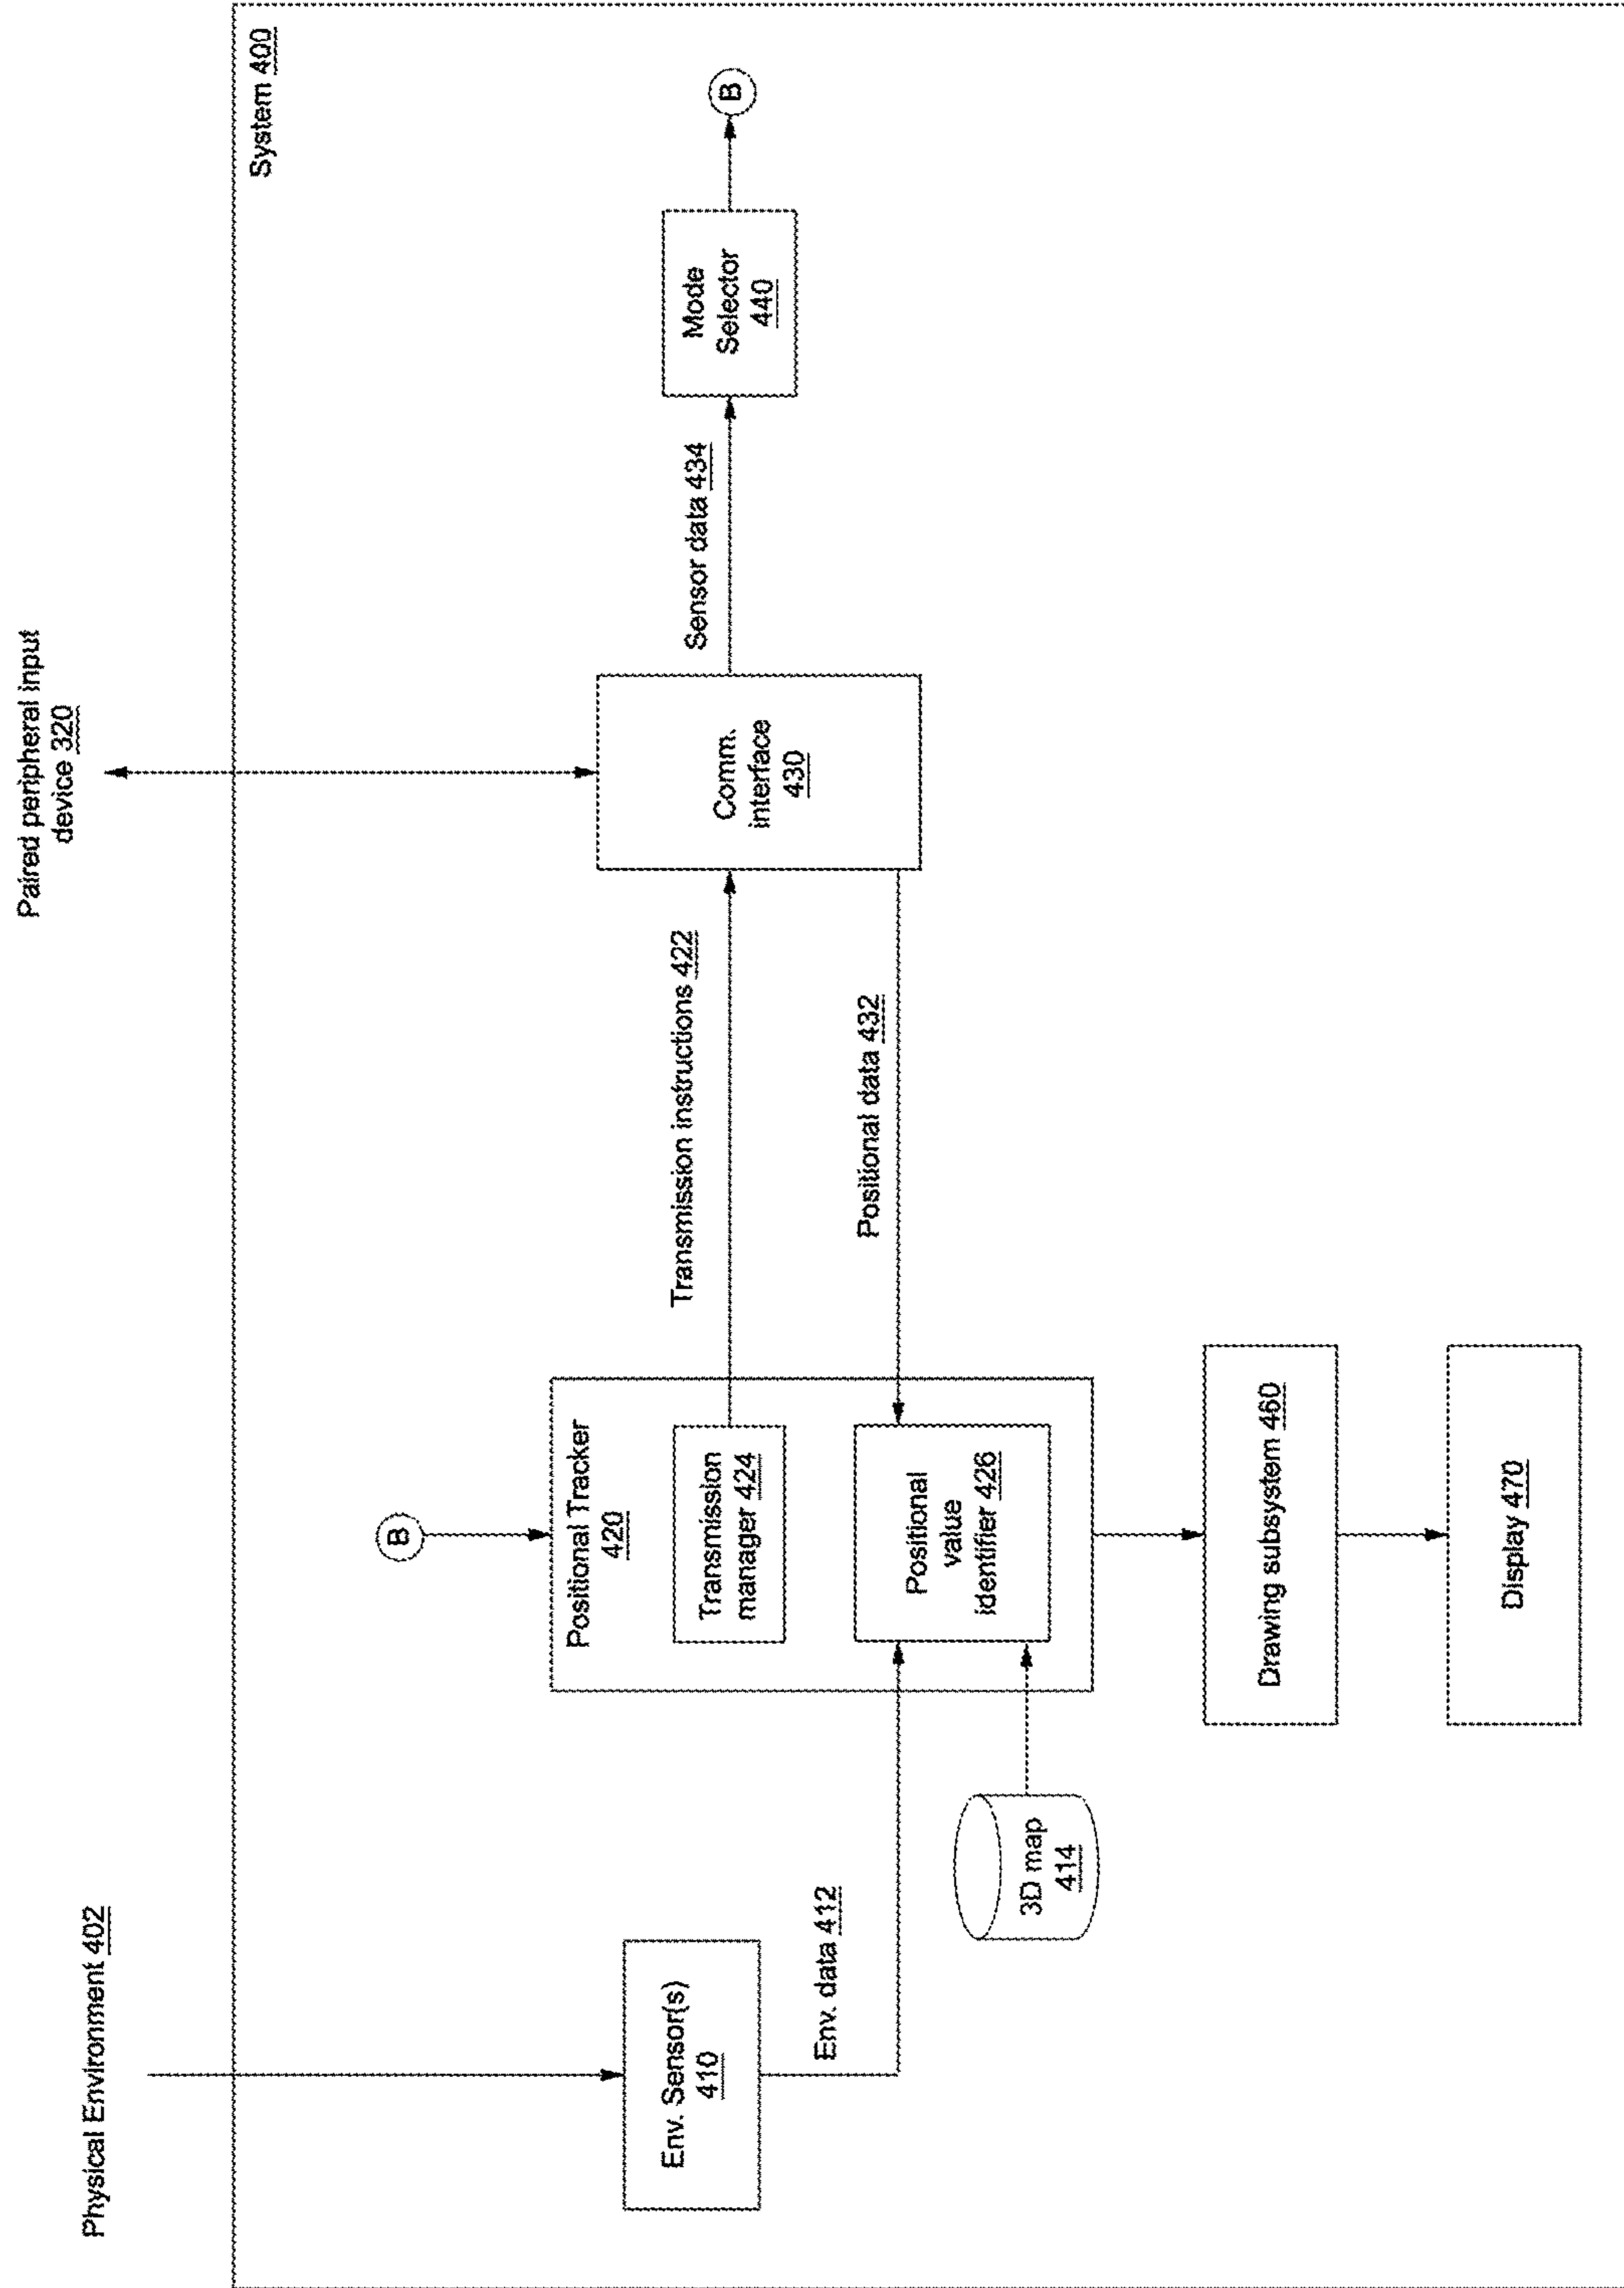 Physical Environment 402
Paired peripheral input
device 320
System 400
Env. Sensor(s)
410
Env. data 412
3D map
414
B
Positional Tracker
420
Transmission
manager 424
Positional
value
identifier 426
Transmission instructions 422
Positional data 432
Comm.
interface
430
Sensor data 434
Mode
Selector
440
B
Drawing subsystem 460
Display 470